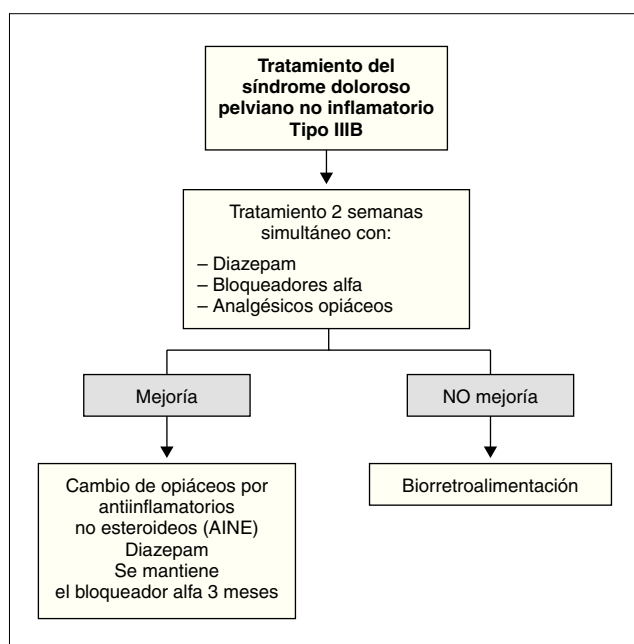 Tratamiento del
síndrome doloroso
pelviano no inflamatorio
Tipo IIIB
Tratamiento 2 semanas
simultáneo con:
– Diazepam
– Bloqueadores alfa
– Analgésicos opiáceos
Mejoría
NO mejoría
Cambio de opiáceos por
antiinflamatorios
no esteroideos (AINE)
Diazepam
Se mantiene
el bloqueador alfa 3 meses
Biorretroalimentación